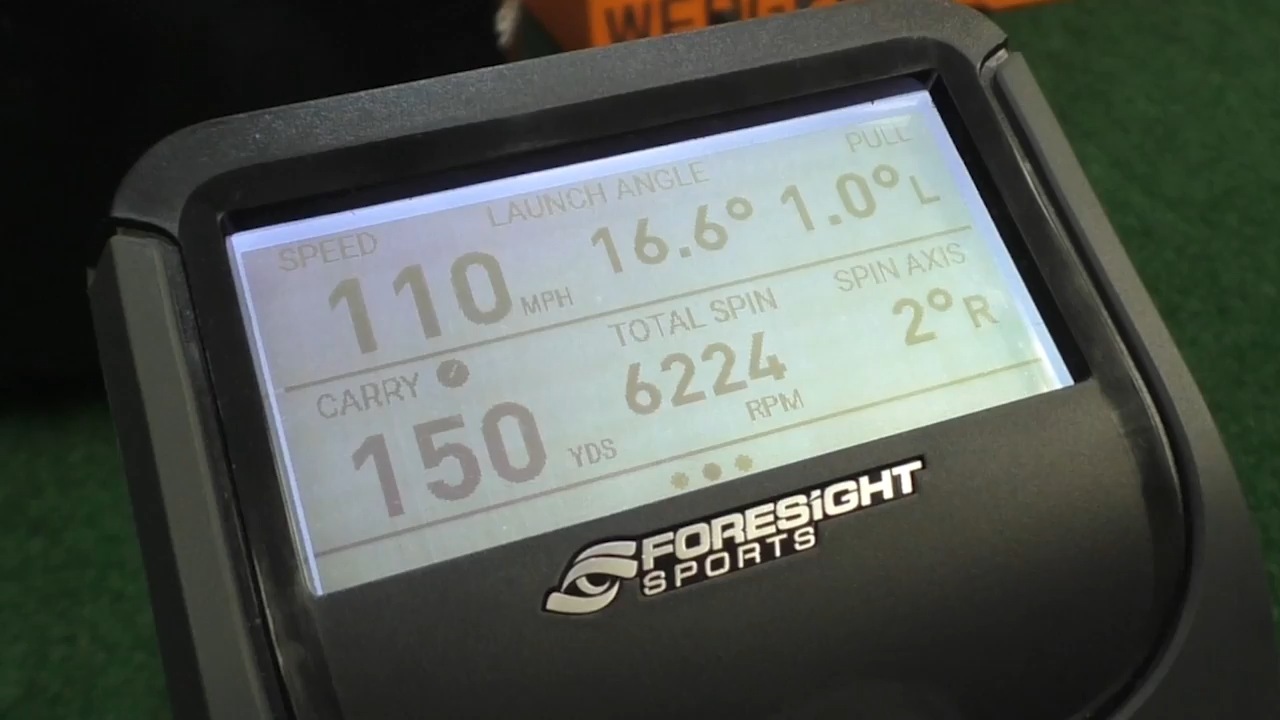 SPEED
110 MPH
LAUNCH ANGLE
16.6°
PULL
1.0° L
CARRY
150 YDS
TOTAL SPIN
6224
RPM
SPIN AXIS
2° R
FORESiGHT
SPORTS